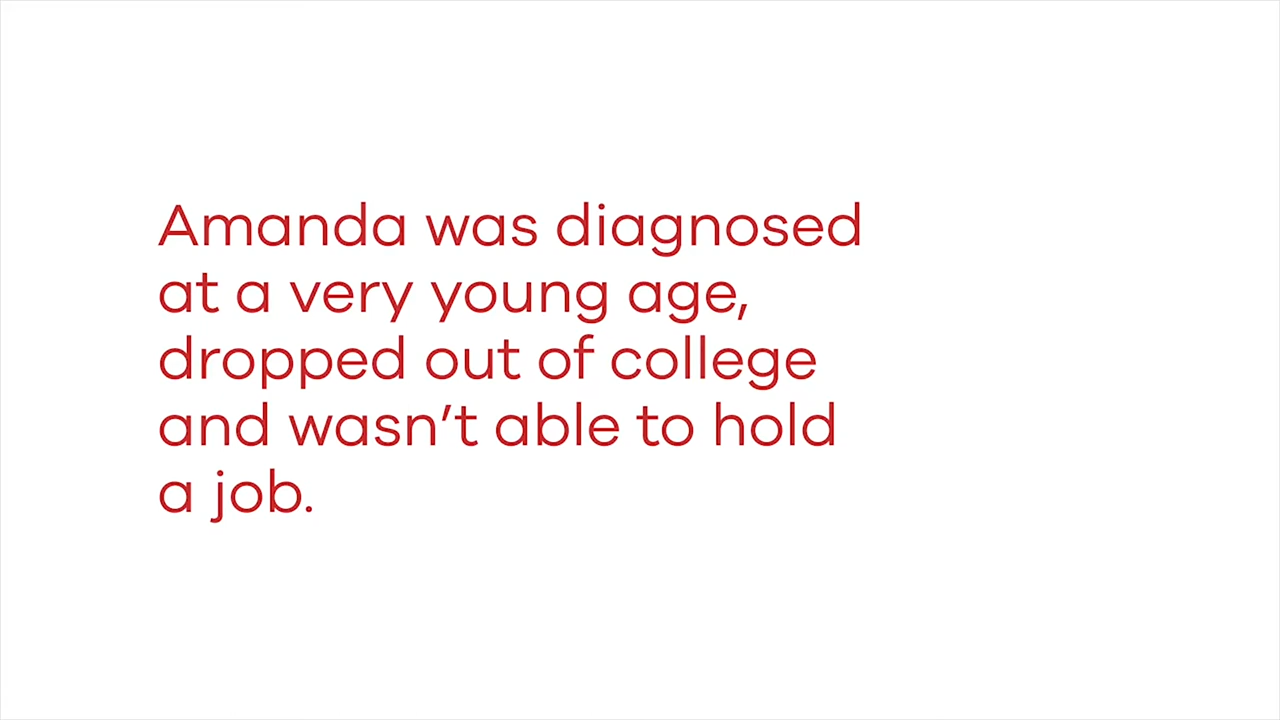 Amanda was diagnosed
at a very young age,
dropped out of college
and wasn’t able to hold
a job.